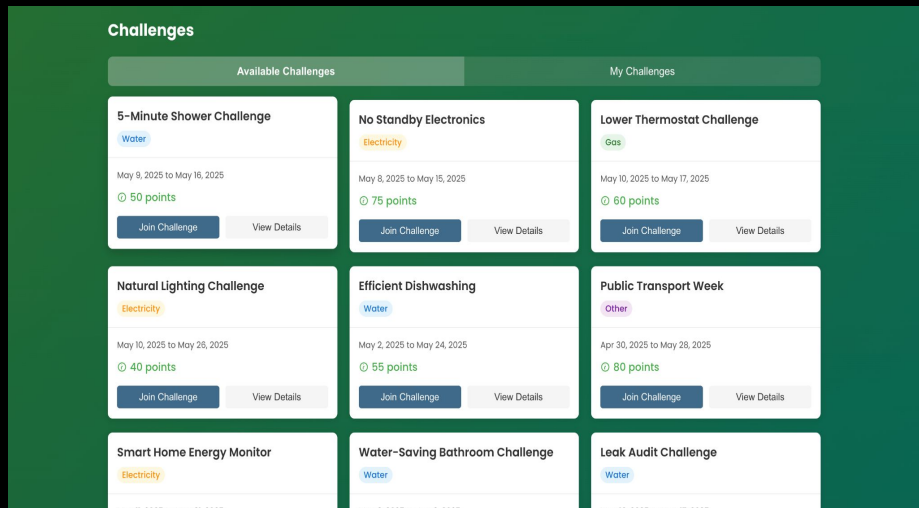 Challenges
Available Challenges
My Challenges
5-Minute Shower Challenge
Water
May 9, 2025 to May 16, 2025
50 points
Join Challenge
View Details
No Standby Electronics
Electricity
May 8, 2025 to May 15, 2025
75 points
Join Challenge
View Details
Lower Thermostat Challenge
Gas
May 10, 2025 to May 17, 2025
60 points
Join Challenge
View Details
Natural Lighting Challenge
Electricity
May 10, 2025 to May 26, 2025
40 points
Join Challenge
View Details
Efficient Dishwashing
Water
May 2, 2025 to May 24, 2025
55 points
Join Challenge
View Details
Public Transport Week
Other
Apr 30, 2025 to May 28, 2025
80 points
Join Challenge
View Details
Smart Home Energy Monitor
Electricity
Water-Saving Bathroom Challenge
Water
Leak Audit Challenge
Water